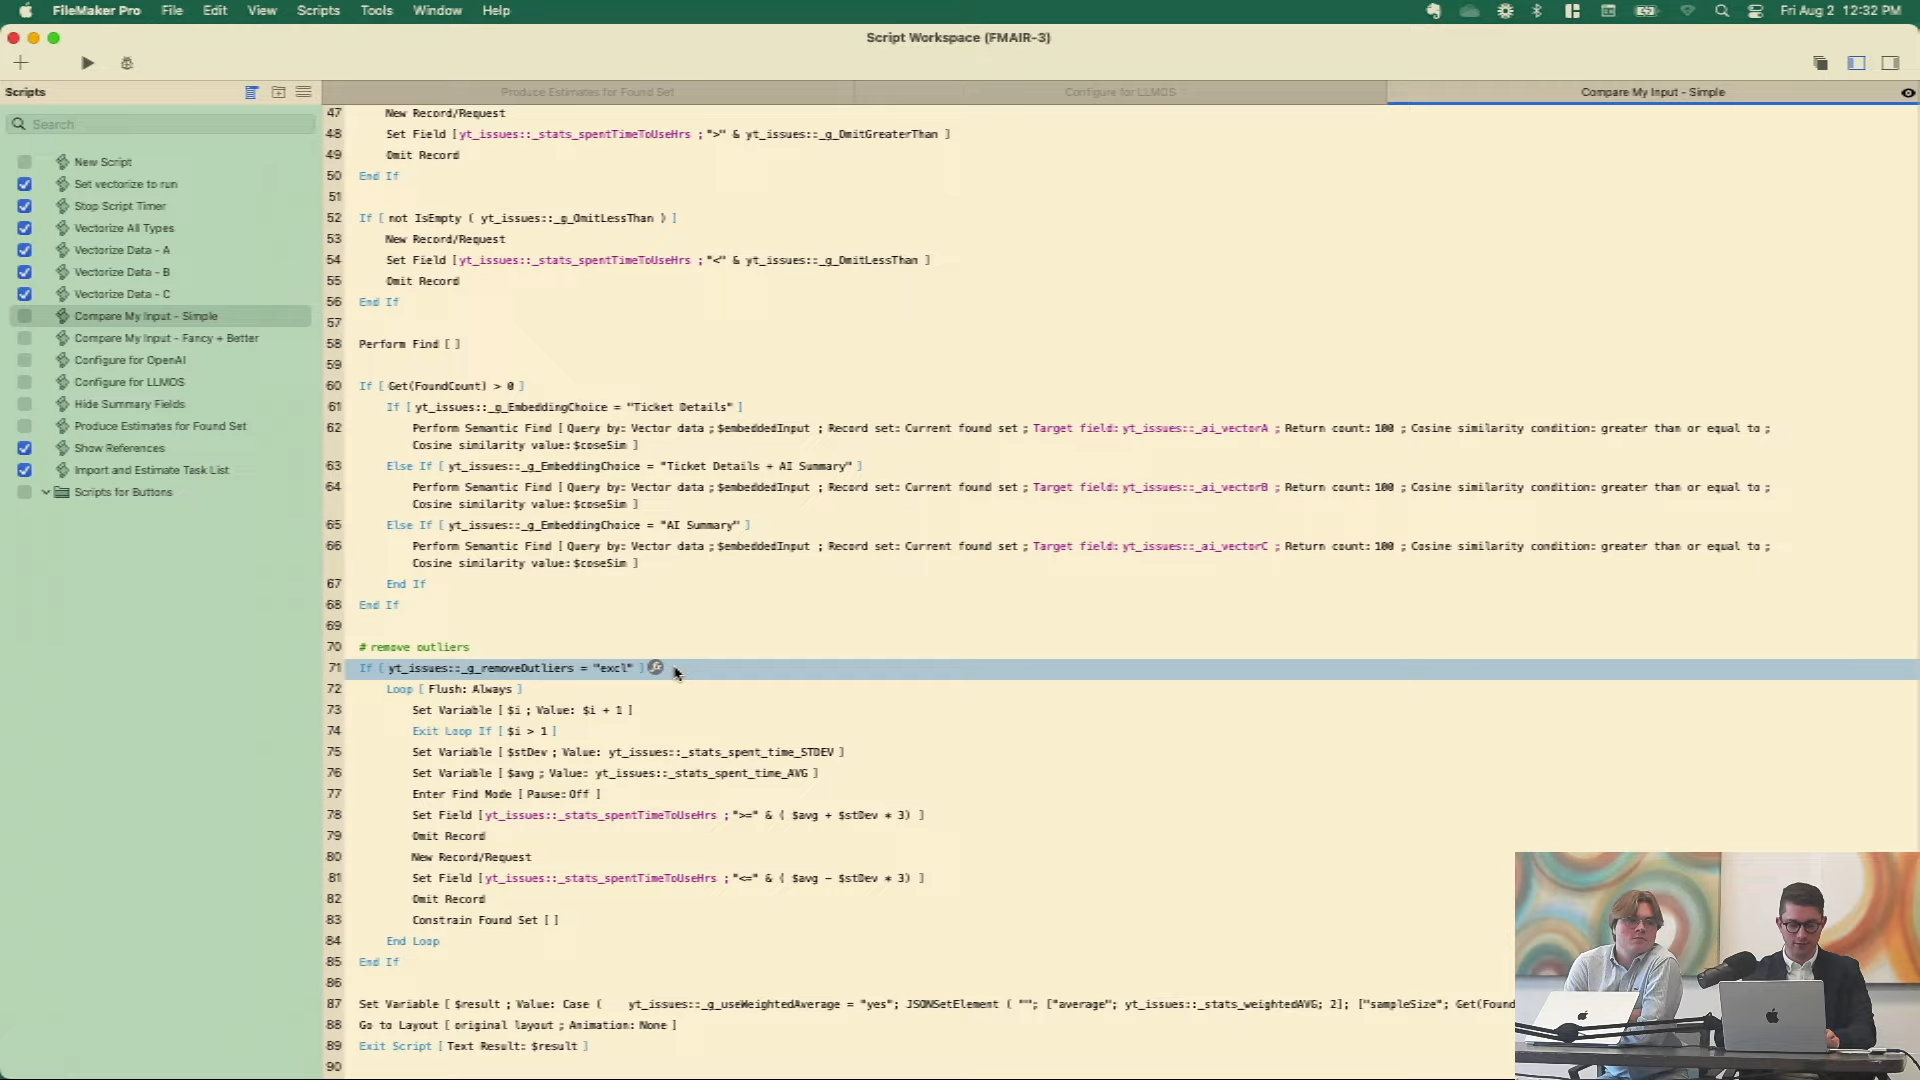 FileMaker Pro File Edit View Scripts Tools Window Help Fri Aug 2 12:32 PM
Script Workspace (FMAIR-3)
Scripts
Produce Estimates for Found Set Configure for LLMOS Compare My Input - Simple
Search
New Script
Set vectorize to run
Stop Script Timer
Vectorize All Types
Vectorize Data - A
Vectorize Data - B
Vectorize Data - C
Compare My Input - Simple
Compare My Input - Fancy + Better
Configure for OpenAI
Configure for LLMOS
Hide Summary Fields
Produce Estimates for Found Set
Show References
Import and Estimate Task List
Scripts for Buttons
47 New Record/Request
48 Set Field [ yt_issues::_stats_spentTimeToUseHrs ; ">" & yt_issues::_g_OmitGreaterThan ]
49 Omit Record
50 End If
51
52 If [ not IsEmpty ( yt_issues::_g_OmitLessThan ) ]
53 New Record/Request
54 Set Field [ yt_issues::_stats_spentTimeToUseHrs ; "<" & yt_issues::_g_OmitLessThan ]
55 Omit Record
56 End If
57
58 Perform Find [ ]
59
60 If [ Get(FoundCount) > 0 ]
61 If [ yt_issues::_g_EmbeddingChoice = "Ticket Details" ]
62 Perform Semantic Find [ Query by: Vector data ; $embeddedInput ; Record set: Current found set ; Target field: yt_issues::_ai_vectorA ; Return count: 100 ; Cosine similarity condition: greater than or equal to ;
Cosine similarity value: $coseSim ]
63 Else If [ yt_issues::_g_EmbeddingChoice = "Ticket Details + AI Summary" ]
64 Perform Semantic Find [ Query by: Vector data ; $embeddedInput ; Record set: Current found set ; Target field: yt_issues::_ai_vectorB ; Return count: 100 ; Cosine similarity condition: greater than or equal to ;
Cosine similarity value: $coseSim ]
65 Else If [ yt_issues::_g_EmbeddingChoice = "AI Summary" ]
66 Perform Semantic Find [ Query by: Vector data ; $embeddedInput ; Record set: Current found set ; Target field: yt_issues::_ai_vectorC ; Return count: 100 ; Cosine similarity condition: greater than or equal to ;
Cosine similarity value: $coseSim ]
67 End If
68 End If
69
70 # remove outliers
71 If [ yt_issues::_g_removeOutliers = "excl" ]
72 Loop [ Flush: Always ]
73 Set Variable [ $i ; Value: $i + 1 ]
74 Exit Loop If [ $i > 1 ]
75 Set Variable [ $stDev ; Value: yt_issues::_stats_spent_time_STDEV ]
76 Set Variable [ $avg ; Value: yt_issues::_stats_spent_time_AVG ]
77 Enter Find Mode [ Pause: Off ]
78 Set Field [ yt_issues::_stats_spentTimeToUseHrs ; ">=" & ( $avg + $stDev * 3) ]
79 Omit Record
80 New Record/Request
81 Set Field [ yt_issues::_stats_spentTimeToUseHrs ; "<=" & ( $avg - $stDev * 3) ]
82 Omit Record
83 Constrain Found Set [ ]
84 End Loop
85 End If
86
87 Set Variable [ $result ; Value: Case ( yt_issues::_g_useWeightedAverage = "yes"; JSONSetElement ( ""; ["average"; yt_issues::_stats_weightedAVG; 2]; ["sampleSize"; Get(Found
88 Go to Layout [ original layout ; Animation: None ]
89 Exit Script [ Text Result: $result ]
90